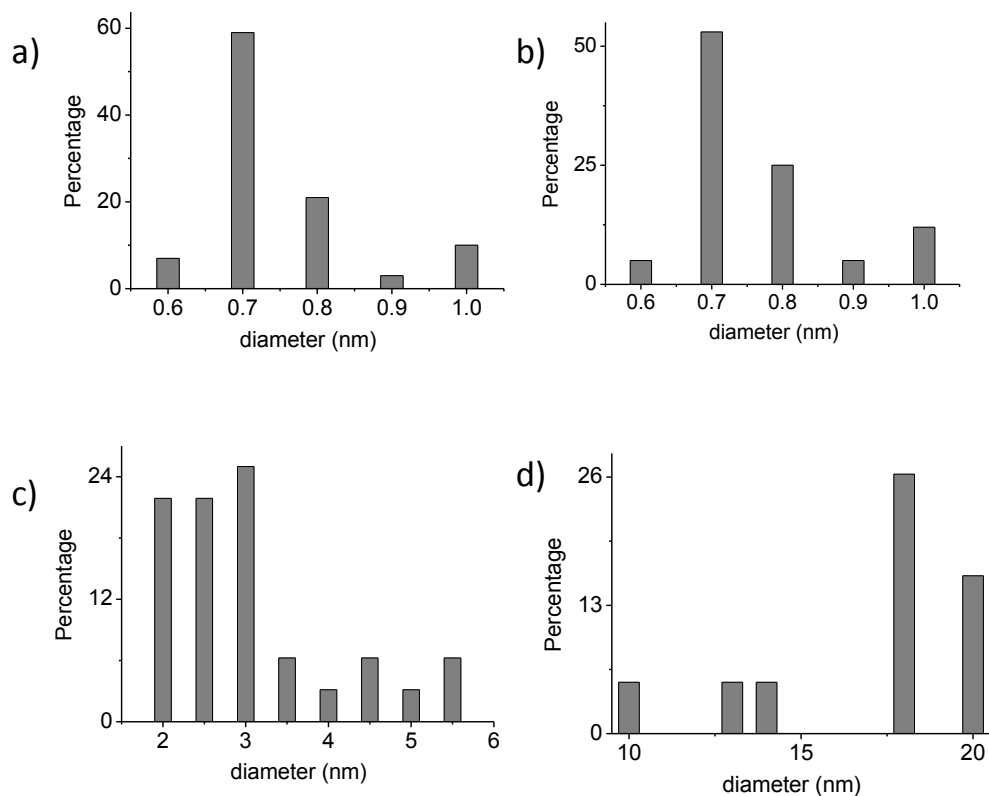 a)
Percentage
60
40
20
0
0.6 0.7 0.8 0.9 1.0
diameter (nm)
b)
Percentage
50
25
0
0.6 0.7 0.8 0.9 1.0
diameter (nm)
c)
Percentage
24
12
0
2 3 4 5 6
diameter (nm)
d)
Percentage
26
13
0
10 15 20
diameter (nm)